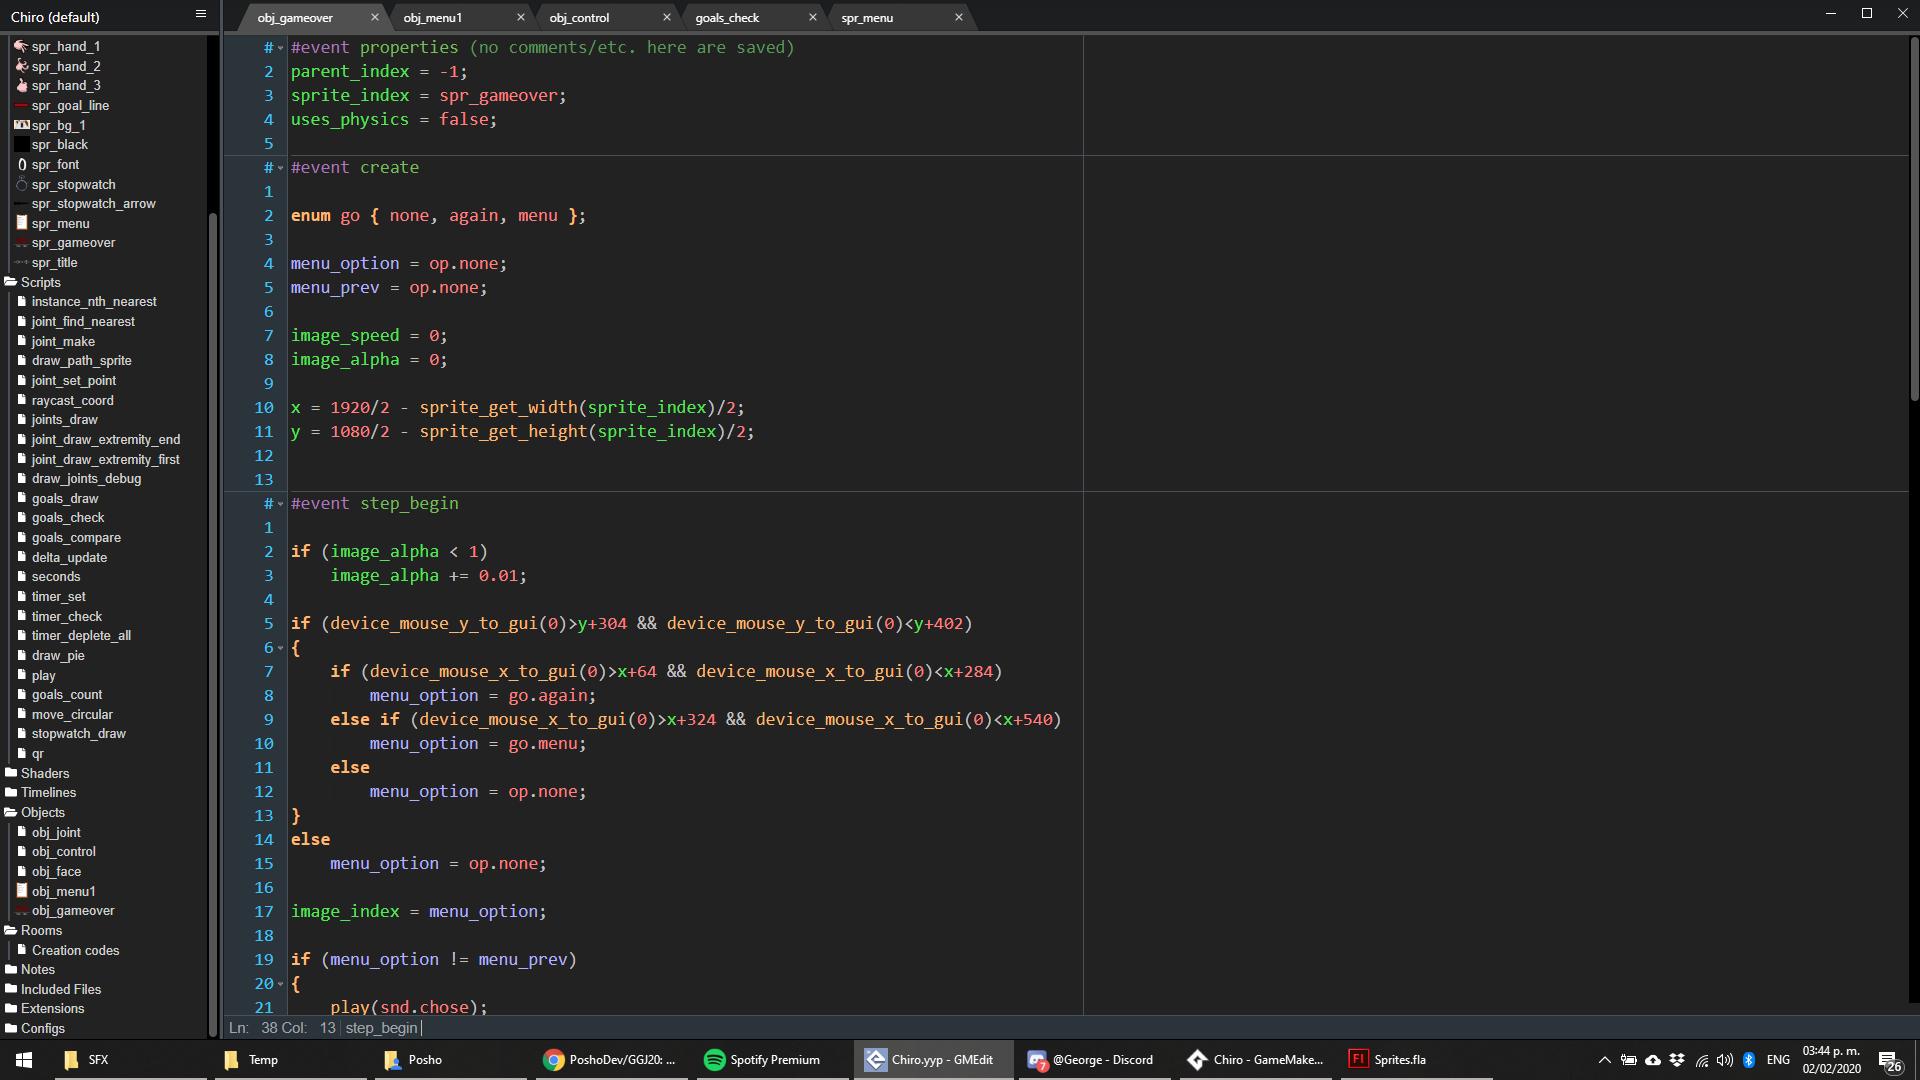 Chiro (default)
obj_gameover
obj_menu1
obj_control
goals_check
spr_menu
spr_hand_1
spr_hand_2
spr_hand_3
spr_goal_line
spr_bg_1
spr_black
spr_font
spr_stopwatch
spr_stopwatch_arrow
spr_menu
spr_gameover
spr_title
Scripts
instance_nth_nearest
joint_find_nearest
joint_make
draw_path_sprite
joint_set_point
raycast_coord
joints_draw
joint_draw_extremity_end
joint_draw_extremity_first
draw_joints_debug
goals_draw
goals_check
goals_compare
delta_update
seconds
timer_set
timer_check
timer_deplete_all
draw_pie
play
goals_count
move_circular
stopwatch_draw
qr
Shaders
Timelines
Objects
obj_joint
obj_control
obj_face
obj_menu1
obj_gameover
Rooms
Creation codes
Notes
Included Files
Extensions
Configs
# #event properties (no comments/etc. here are saved)
2 parent_index = -1;
3 sprite_index = spr_gameover;
4 uses_physics = false;
5
# #event create
1
2 enum go { none, again, menu };
3
4 menu_option = op.none;
5 menu_prev = op.none;
6
7 image_speed = 0;
8 image_alpha = 0;
9
10 x = 1920/2 - sprite_get_width(sprite_index)/2;
11 y = 1080/2 - sprite_get_height(sprite_index)/2;
12
13
# #event step_begin
1
2 if (image_alpha < 1)
3 image_alpha += 0.01;
4
5 if (device_mouse_y_to_gui(0)>y+304 && device_mouse_y_to_gui(0)<y+402)
6 {
7 if (device_mouse_x_to_gui(0)>x+64 && device_mouse_x_to_gui(0)<x+284)
8 menu_option = go.again;
9 else if (device_mouse_x_to_gui(0)>x+324 && device_mouse_x_to_gui(0)<x+540)
10 menu_option = go.menu;
11 else
12 menu_option = op.none;
13 }
14 else
15 menu_option = op.none;
16
17 image_index = menu_option;
18
19 if (menu_option != menu_prev)
20 {
21 play(snd.chose);
Ln: 38 Col: 13 step_begin
SFX
Temp
Posho
PoshoDev/GGJ20: ...
Spotify Premium
Chiro.yyp - GMEdit
7
@George - Discord
Chiro - GameMake...
Fl
Sprites.fla
ENG
03:44 p. m.
02/02/2020
26